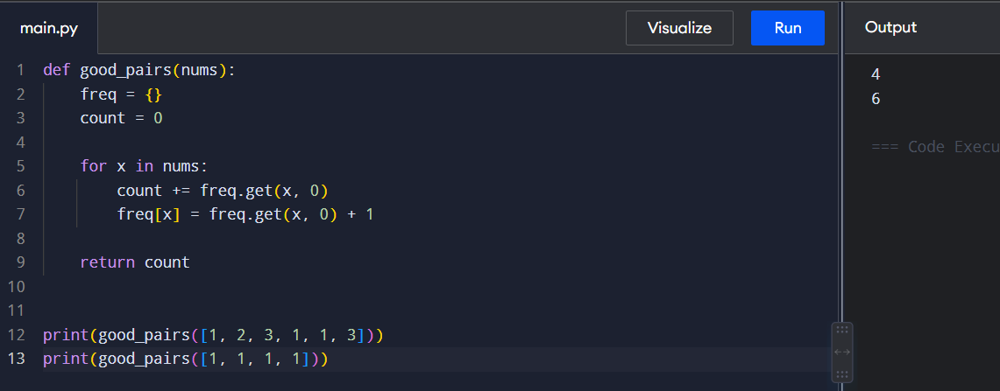 main.py
Visualize
Run
Output
1 def good_pairs(nums):
2     freq = {}
3     count = 0
4
5     for x in nums:
6         count += freq.get(x, 0)
7         freq[x] = freq.get(x, 0) + 1
8
9     return count
10
11
12 print(good_pairs([1, 2, 3, 1, 1, 3]))
13 print(good_pairs([1, 1, 1, 1]))
4
6
=== Code Execu